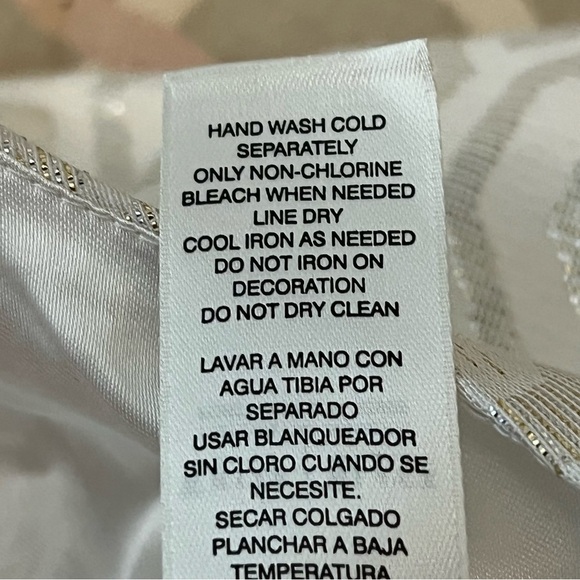 HAND WASH COLD
SEPARATELY
ONLY NON-CHLORINE
BLEACH WHEN NEEDED
LINE DRY
COOL IRON AS NEEDED
DO NOT IRON ON
DECORATION
DO NOT DRY CLEAN
LAVAR A MANO CON
AGUA TIBIA POR
SEPARADO
USAR BLANQUEADOR
SIN CLORO CUANDO SE
NECESITE.
SECAR COLGADO
PLANCHAR A BAJA
TEMPERATURA